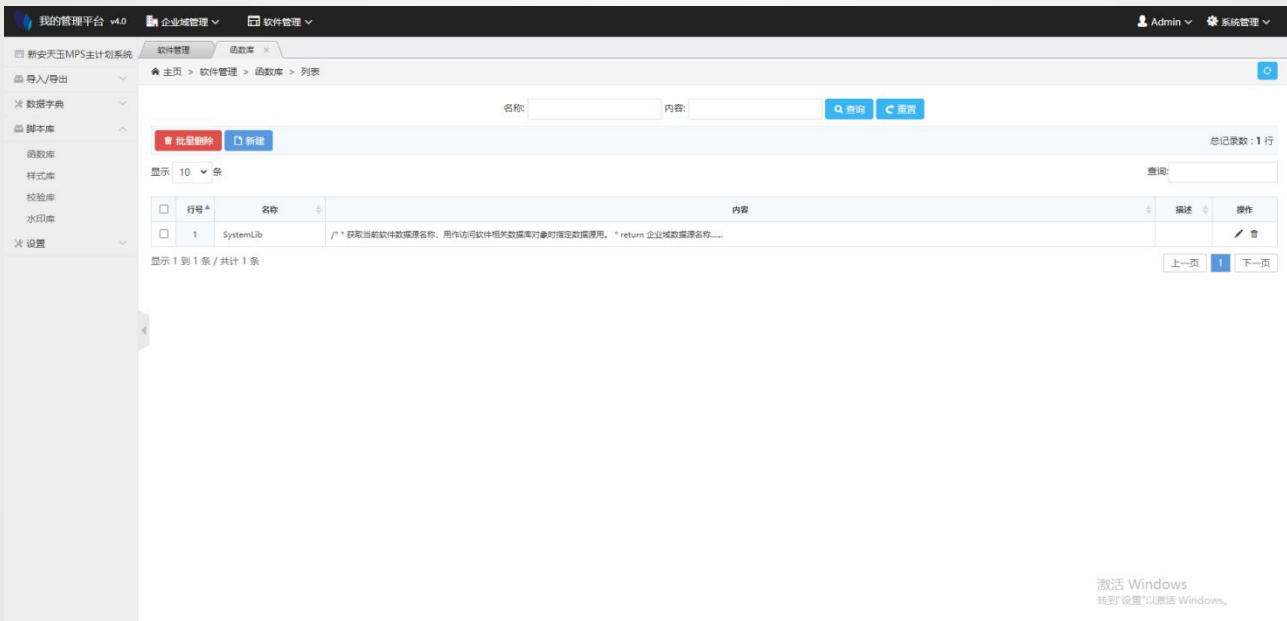 我的管理平台 v4.0 企业域管理 软件管理 Admin 系统管理
新安天玉MPS主计划系统 软件管理 函数库 ×
导入/导出 主页 > 软件管理 > 函数库 > 列表
数据字典 名称: 内容: 查询 重置
脚本库 批量删除 新建 总记录数：1 行
函数库
样式库 显示 10 条 查询:
校验库
水印库 行号 名称 内容 描述 操作
设置 1 SystemLib /* * 获取当前软件数据源名称，用作访问软件相关数据库对象时指定数据源用。 * return 企业域数据源名称……
显示 1 到 1 条 / 共计 1 条 上一页 1 下一页
激活 Windows
转到"设置"以激活 Windows。